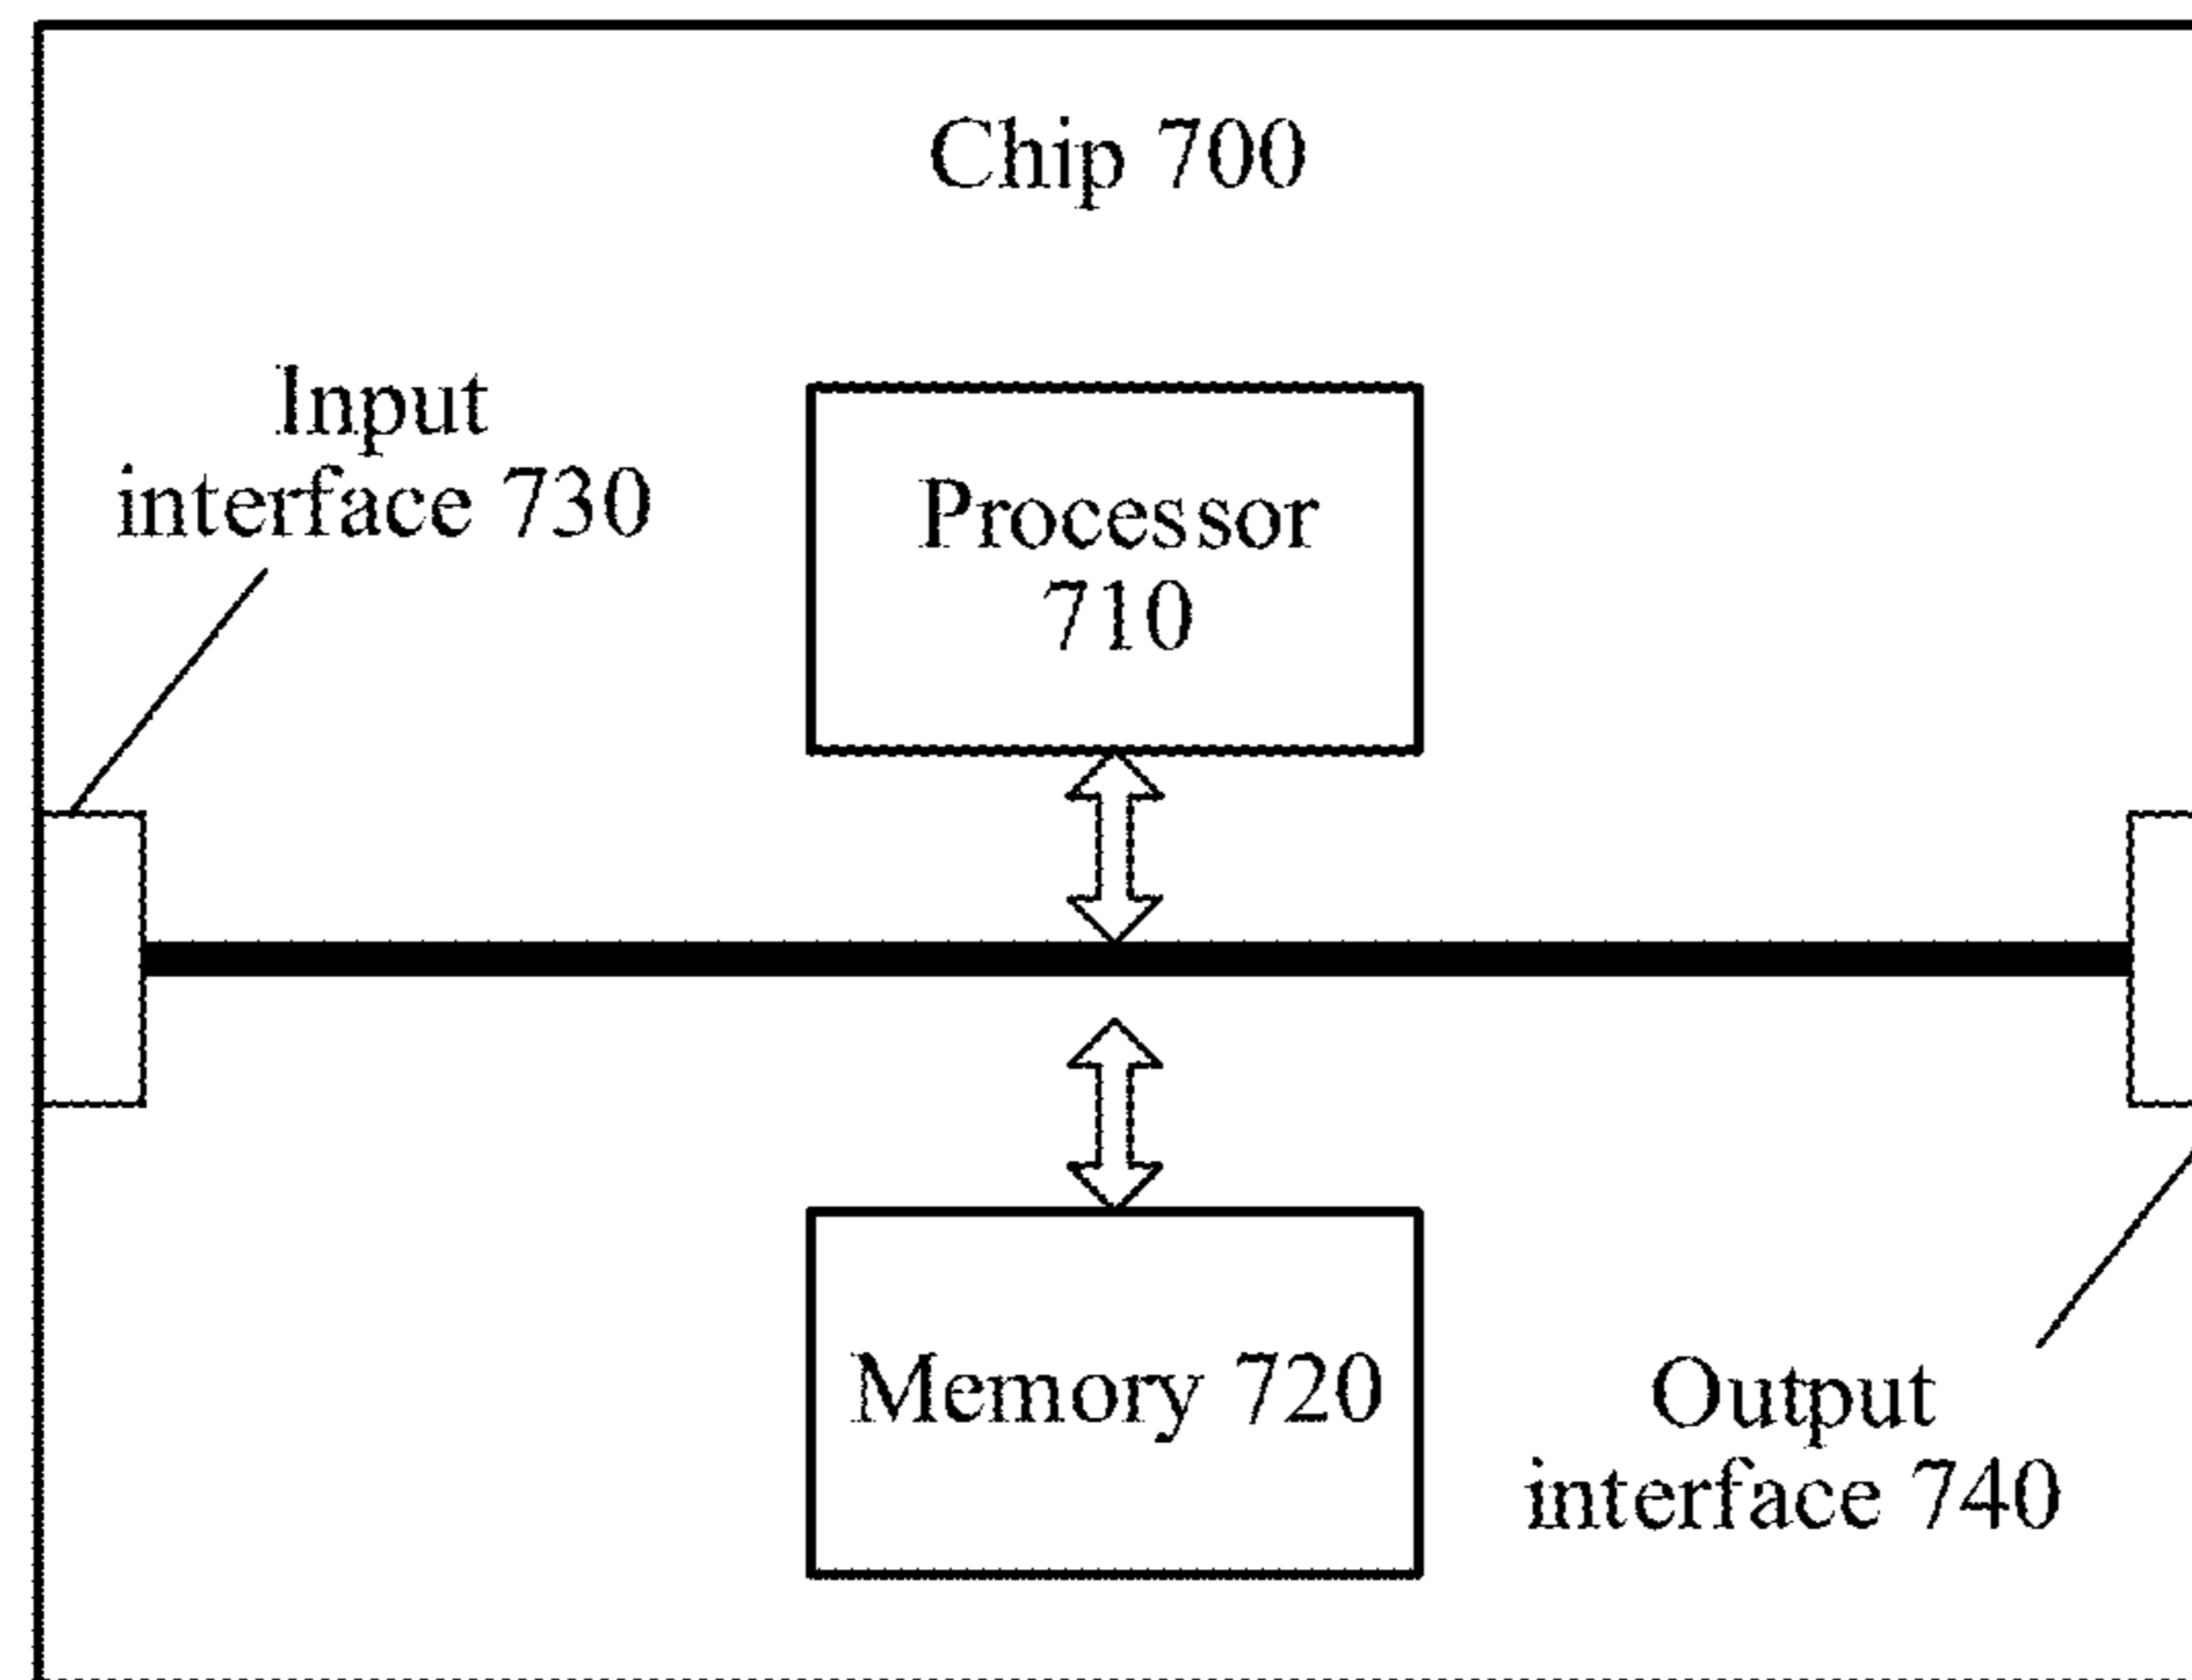 Chip 700
Input
interface 730
Processor
710
Memory 720
Output
interface 740